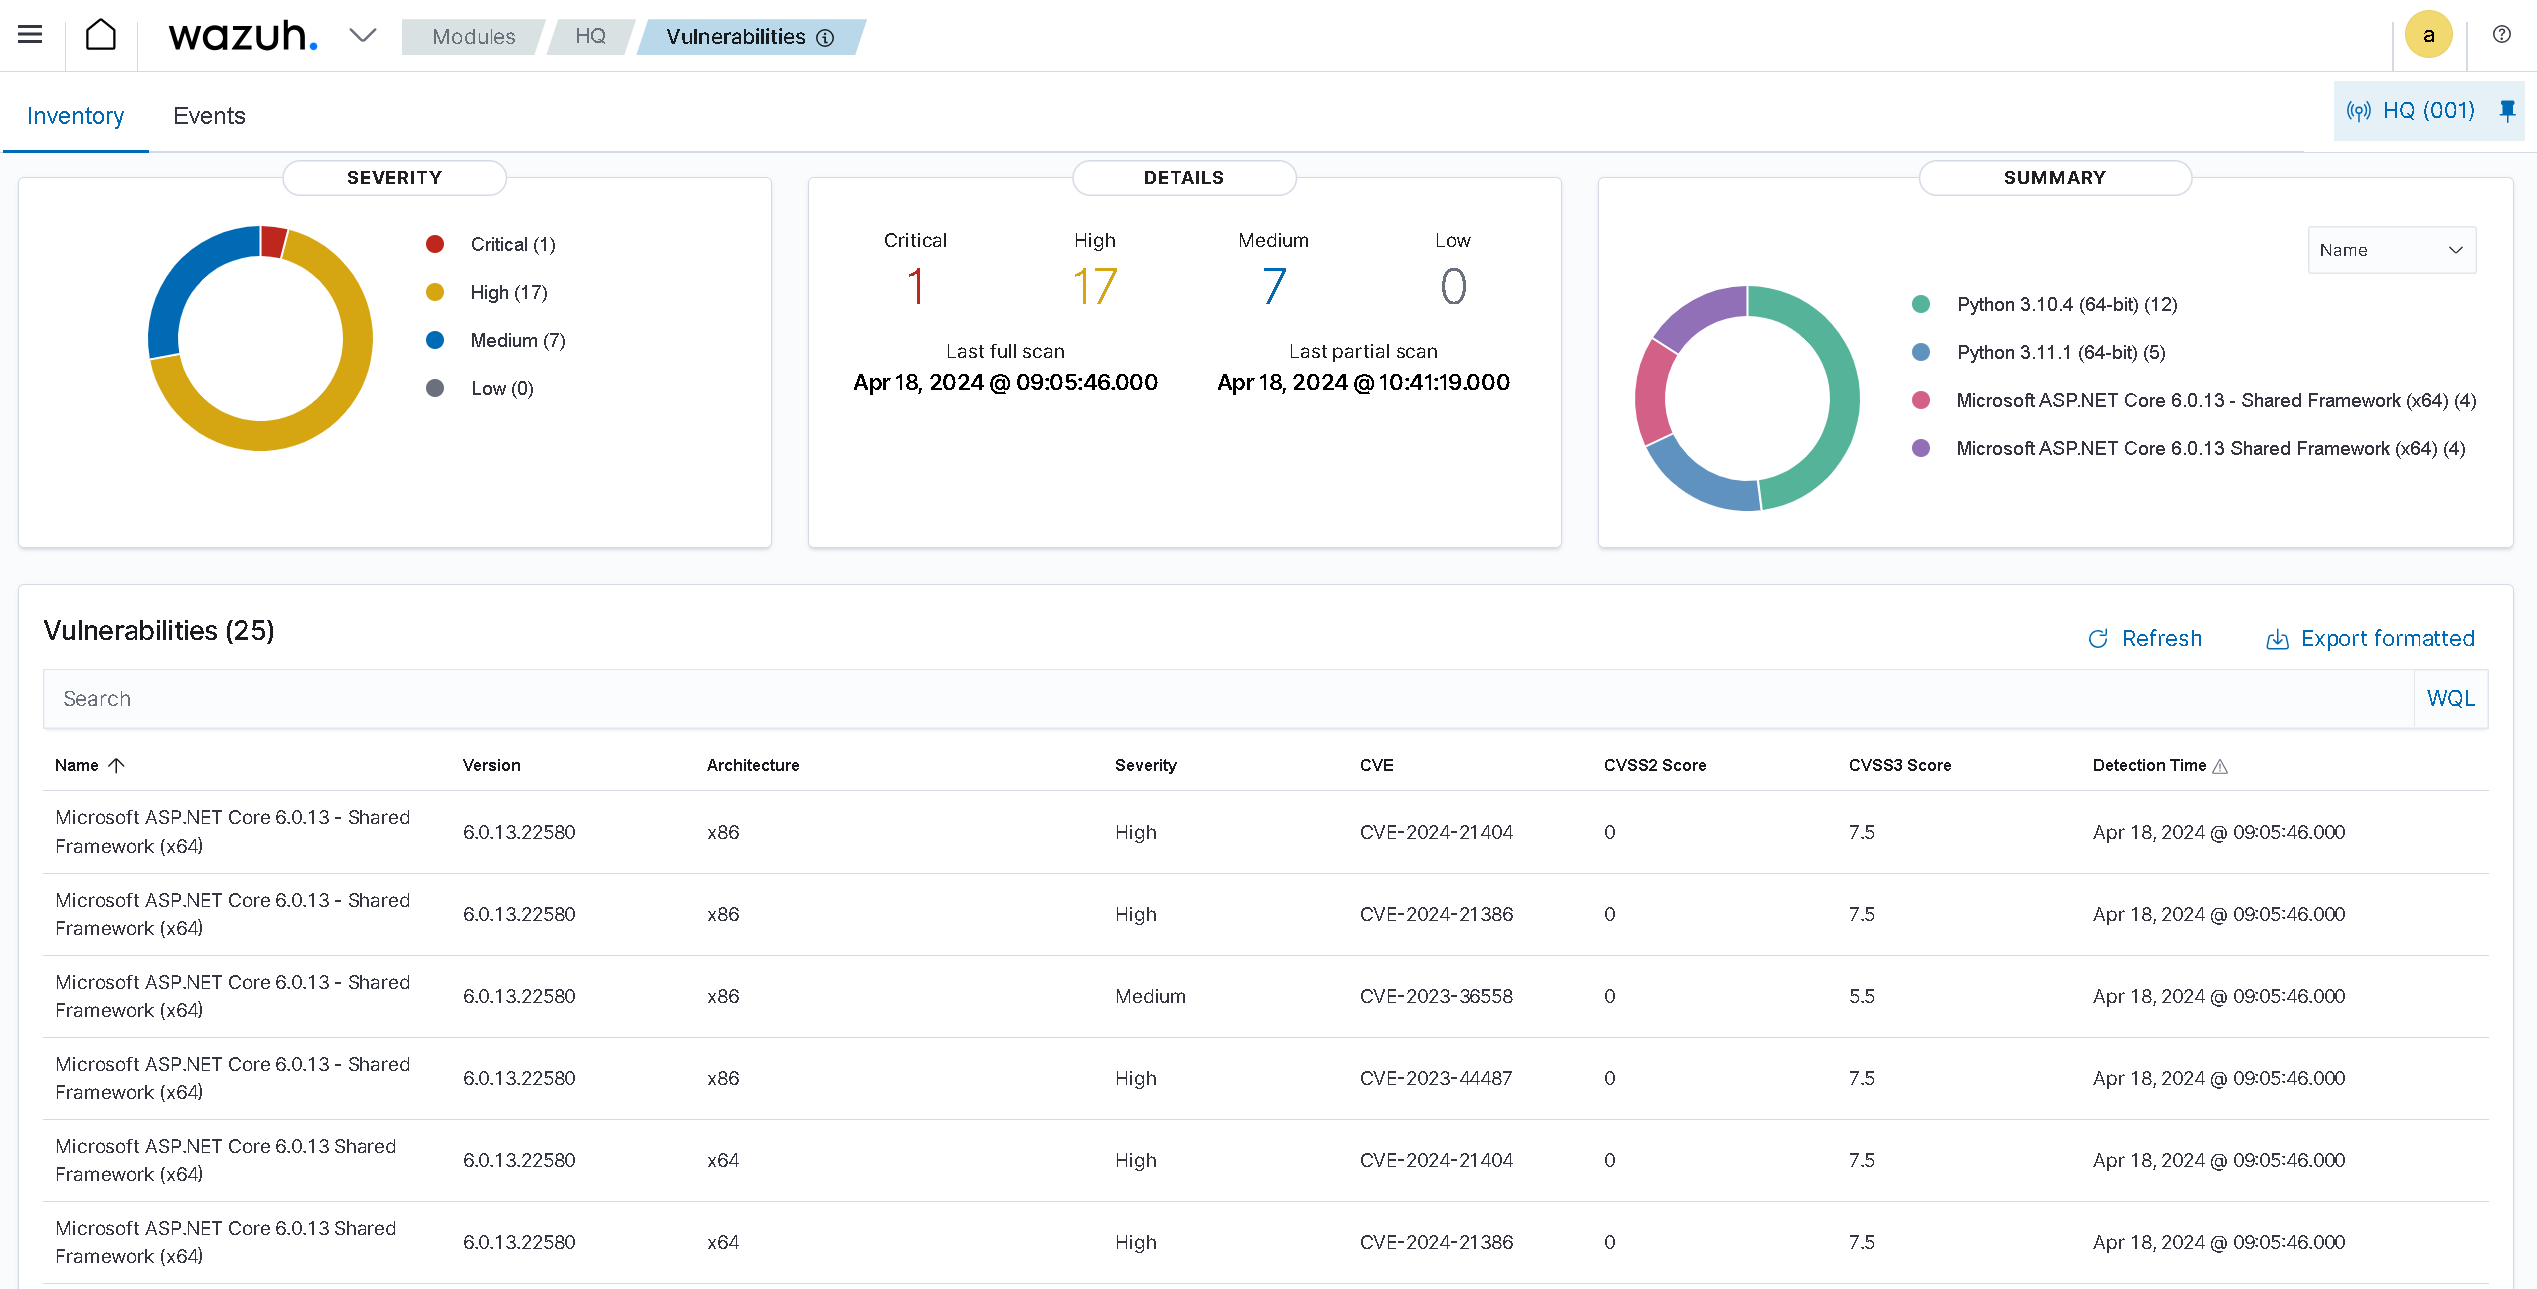 wazuh.
Modules
HQ
Vulnerabilities
a
Inventory
Events
HQ (001)
SEVERITY
Critical (1)
High (17)
Medium (7)
Low (0)
DETAILS
Critical
1
High
17
Medium
7
Low
0
Last full scan
Apr 18, 2024 @ 09:05:46.000
Last partial scan
Apr 18, 2024 @ 10:41:19.000
SUMMARY
Name
Python 3.10.4 (64-bit) (12)
Python 3.11.1 (64-bit) (5)
Microsoft ASP.NET Core 6.0.13 - Shared Framework (x64) (4)
Microsoft ASP.NET Core 6.0.13 Shared Framework (x64) (4)
Vulnerabilities (25)
Refresh
Export formatted
Search
WQL
Name Version Architecture Severity CVE CVSS2 Score CVSS3 Score Detection Time
Microsoft ASP.NET Core 6.0.13 - Shared
Framework (x64)
6.0.13.22580 x86 High CVE-2024-21404 0 7.5 Apr 18, 2024 @ 09:05:46.000
Microsoft ASP.NET Core 6.0.13 - Shared
Framework (x64)
6.0.13.22580 x86 High CVE-2024-21386 0 7.5 Apr 18, 2024 @ 09:05:46.000
Microsoft ASP.NET Core 6.0.13 - Shared
Framework (x64)
6.0.13.22580 x86 Medium CVE-2023-36558 0 5.5 Apr 18, 2024 @ 09:05:46.000
Microsoft ASP.NET Core 6.0.13 - Shared
Framework (x64)
6.0.13.22580 x86 High CVE-2023-44487 0 7.5 Apr 18, 2024 @ 09:05:46.000
Microsoft ASP.NET Core 6.0.13 Shared
Framework (x64)
6.0.13.22580 x64 High CVE-2024-21404 0 7.5 Apr 18, 2024 @ 09:05:46.000
Microsoft ASP.NET Core 6.0.13 Shared
Framework (x64)
6.0.13.22580 x64 High CVE-2024-21386 0 7.5 Apr 18, 2024 @ 09:05:46.000